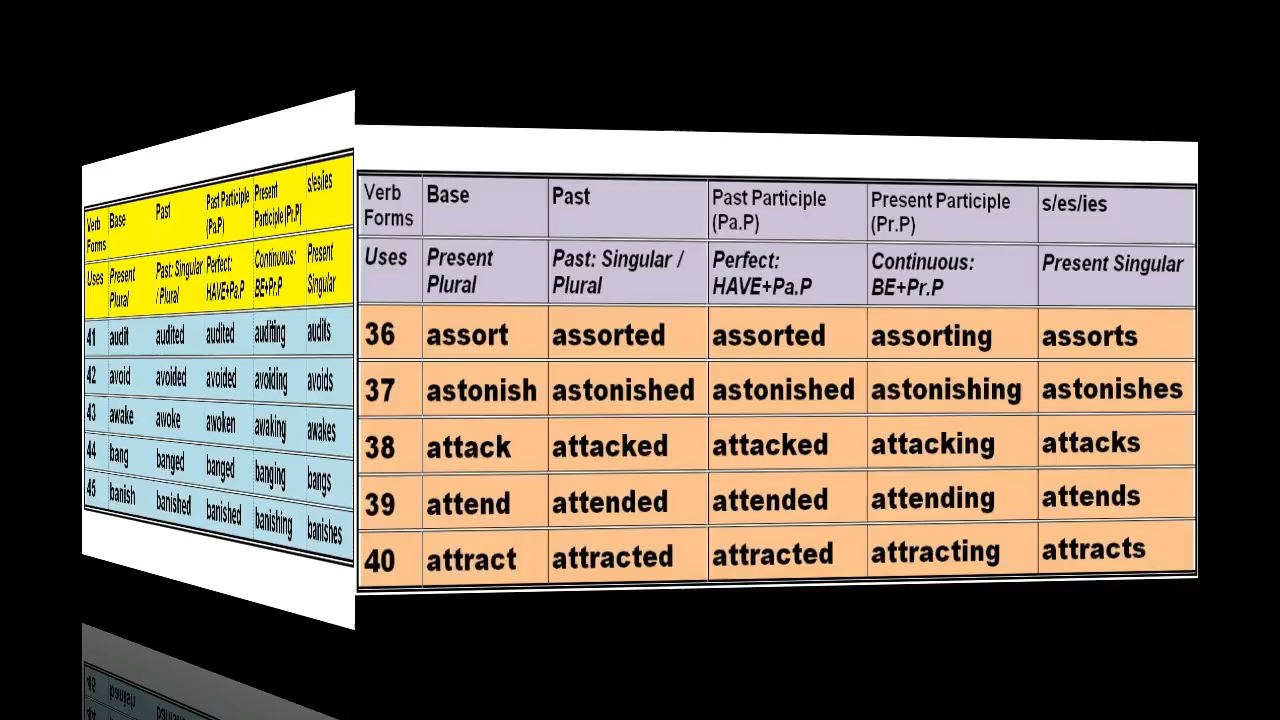 Verb Forms Base Past Past Participle (Pa.P) Present Participle (Pr.P) s/es/ies
Uses Present Plural Past: Singular / Plural Perfect: HAVE+Pa.P Continuous: BE+Pr.P Present Singular
41 audit audited audited auditing audits
42 avoid avoided avoided avoiding avoids
43 awake awoke awoken awaking awakes
44 bang banged banged banging bangs
45 banish banished banished banishing banishes
Verb Forms Base Past Past Participle (Pa.P) Present Participle (Pr.P) s/es/ies
Uses Present Plural Past: Singular / Plural Perfect: HAVE+Pa.P Continuous: BE+Pr.P Present Singular
36 assort assorted assorted assorting assorts
37 astonish astonished astonished astonishing astonishes
38 attack attacked attacked attacking attacks
39 attend attended attended attending attends
40 attract attracted attracted attracting attracts